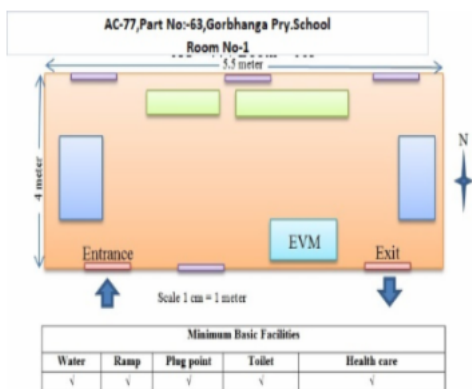 AC-77,Part No:-63,Gorbhanga Pry.School
Room No-1
5.5 meter
4 meter
N
EVM
Entrance
Exit
Scale 1 cm = 1 meter
Minimum Basic Facilities
Water Ramp Plug point Toilet Health care
√ √ √ √ √